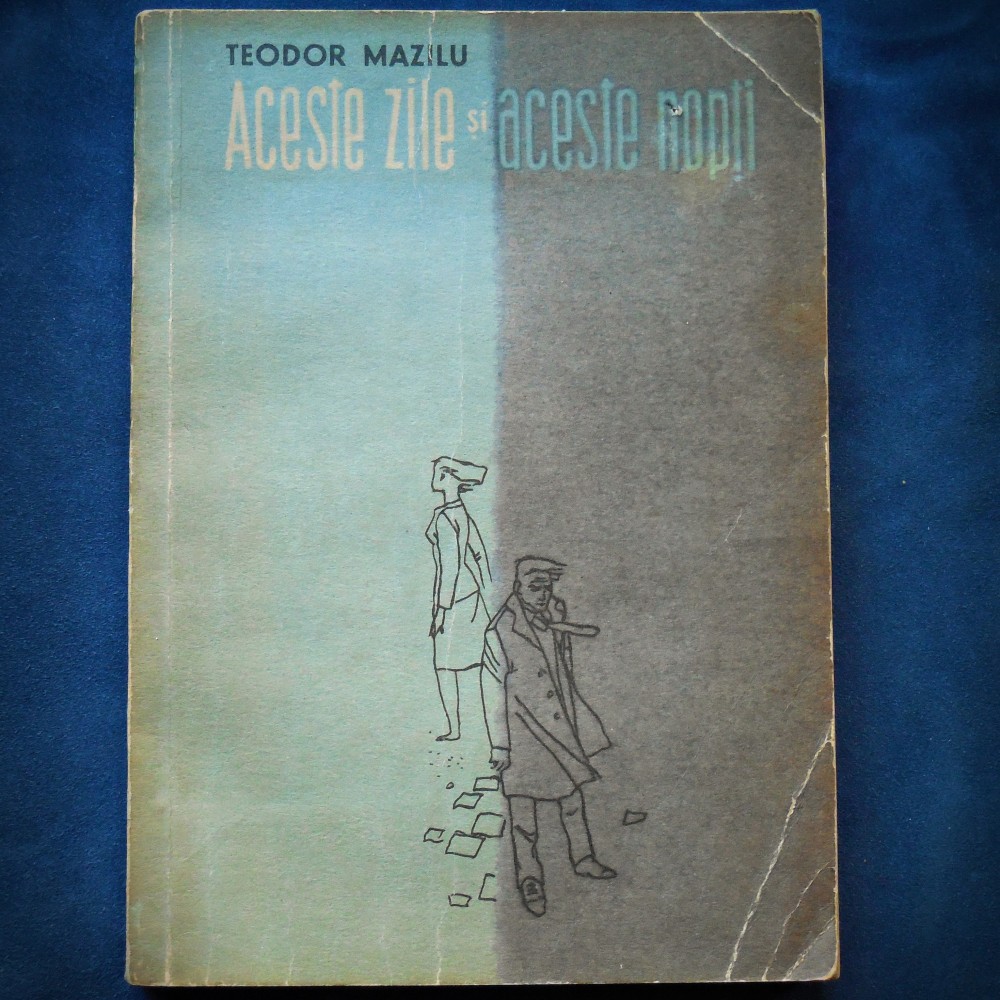 TEODOR MAZILU
Aceste zile și aceste nopți